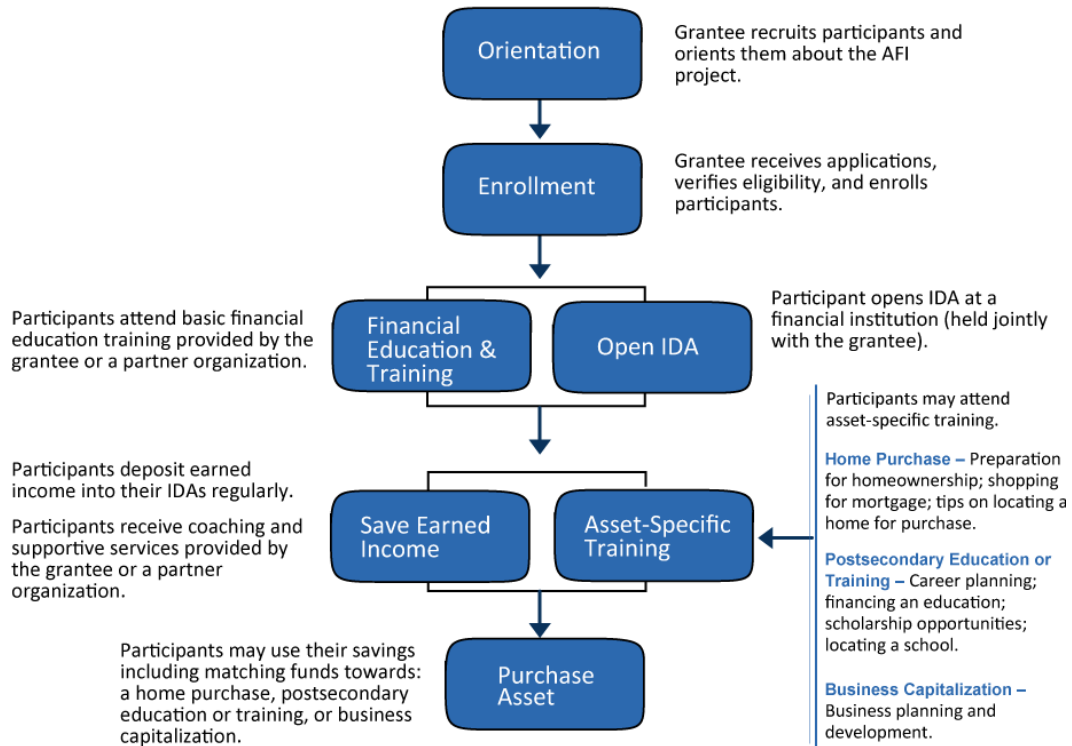 Orientation
Grantee recruits participants and
orients them about the AFI
project.
Enrollment
Grantee receives applications,
verifies eligibility, and enrolls
participants.
Participants attend basic financial
education training provided by the
grantee or a partner organization.
Financial
Education &
Training
Open IDA
Participant opens IDA at a
financial institution (held jointly
with the grantee).
Participants deposit earned
income into their IDAs regularly.
Participants receive coaching and
supportive services provided by
the grantee or a partner
organization.
Save Earned
Income
Asset-Specific
Training
Participants may attend
asset-specific training.
Home Purchase – Preparation
for homeownership; shopping
for mortgage; tips on locating a
home for purchase.
Postsecondary Education or
Training – Career planning;
financing an education;
scholarship opportunities;
locating a school.
Business Capitalization –
Business planning and
development.
Participants may use their savings
including matching funds towards:
a home purchase, postsecondary
education or training, or business
capitalization.
Purchase
Asset